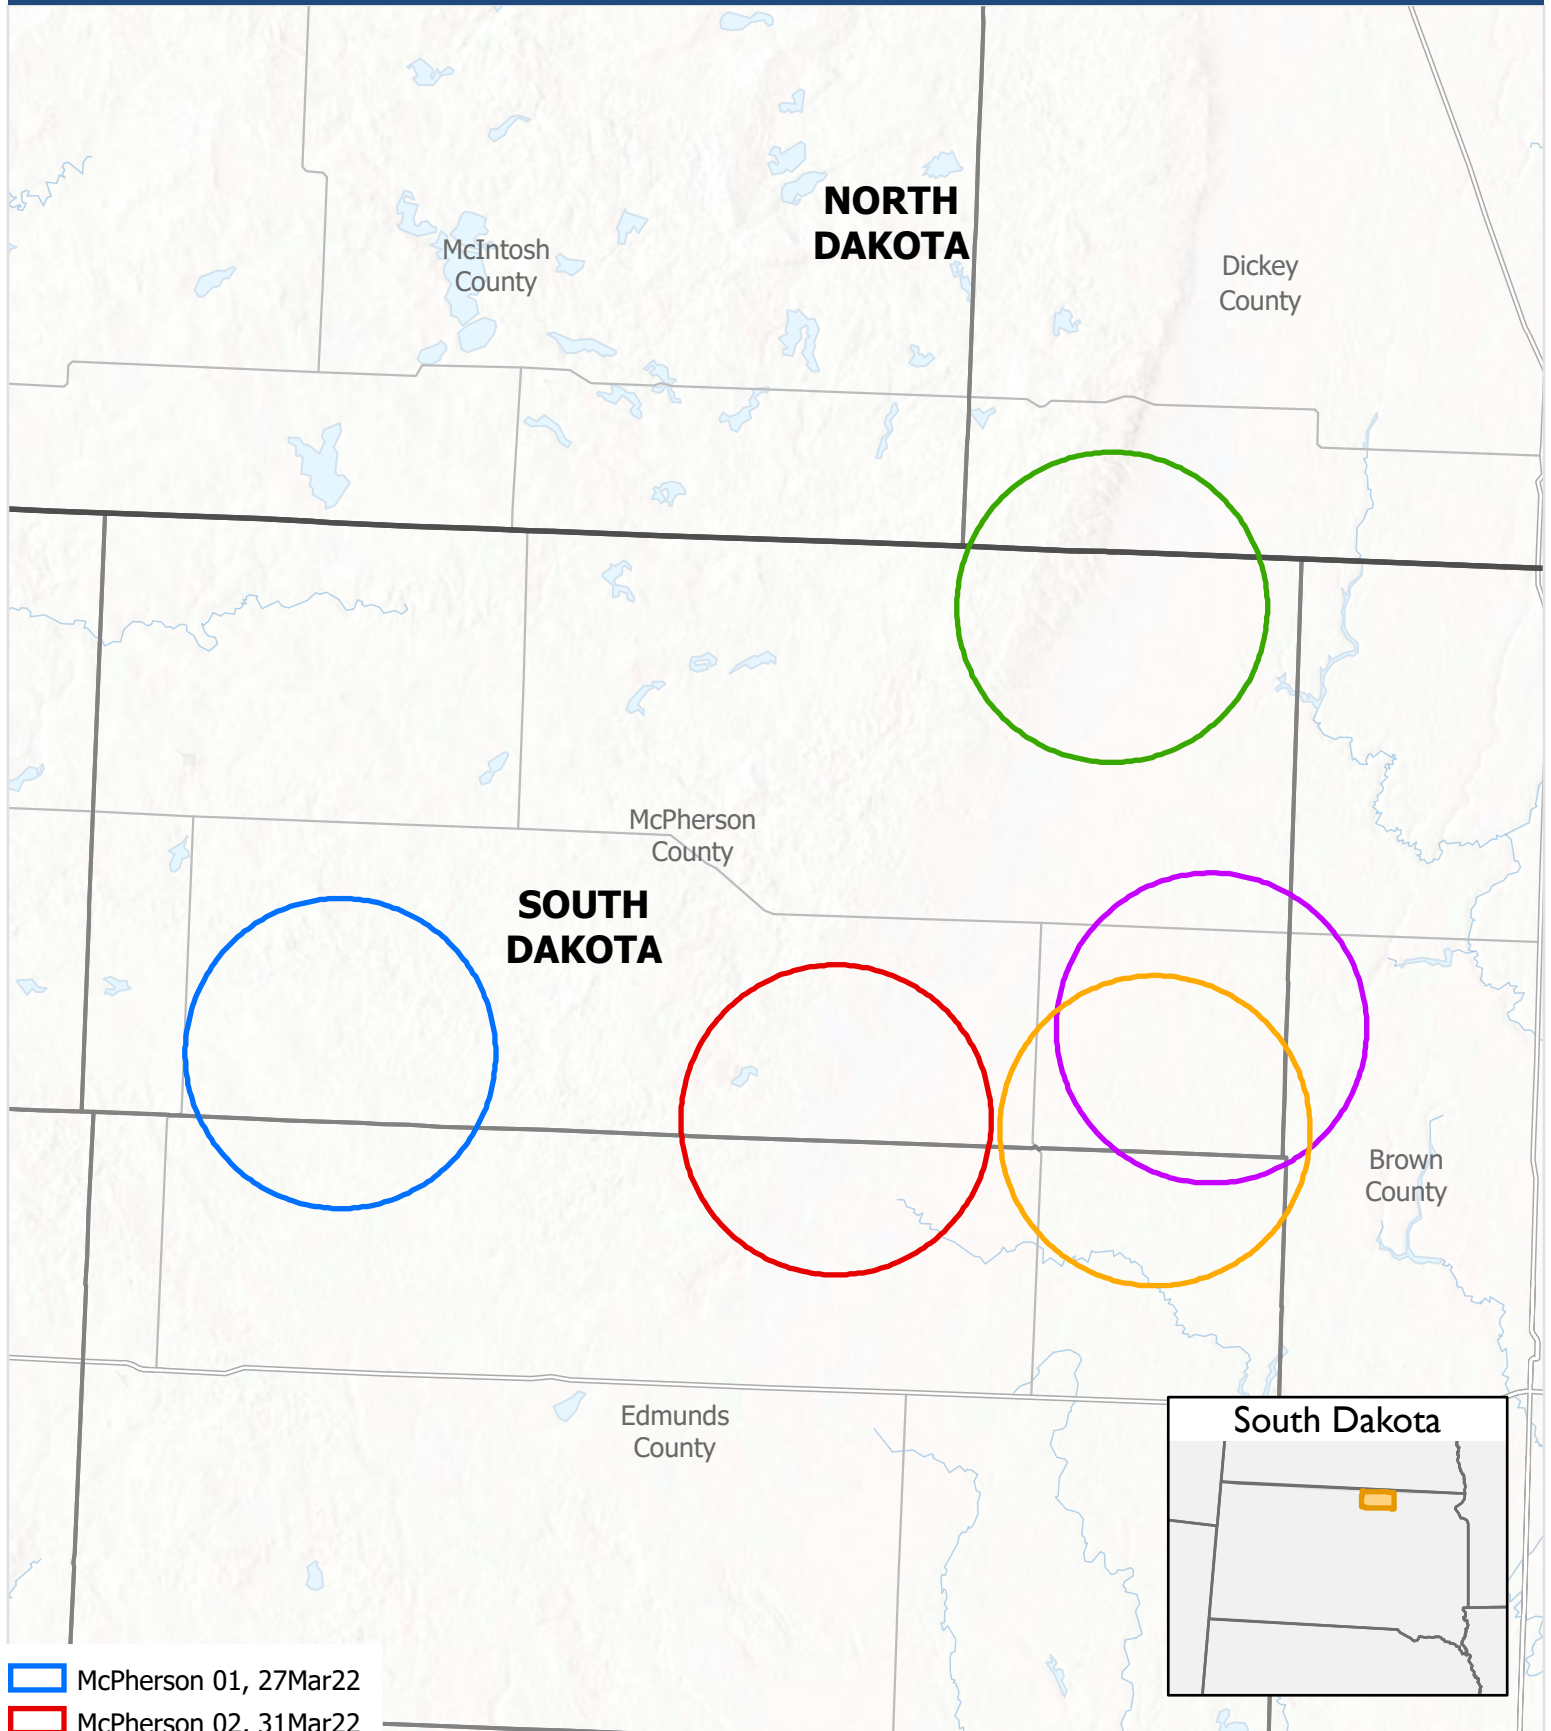 NORTH
DAKOTA
McIntosh
County
Dickey
County
McPherson
County
SOUTH
DAKOTA
Brown
County
Edmunds
County
South Dakota
McPherson 01, 27Mar22
McPherson 02, 31Mar22